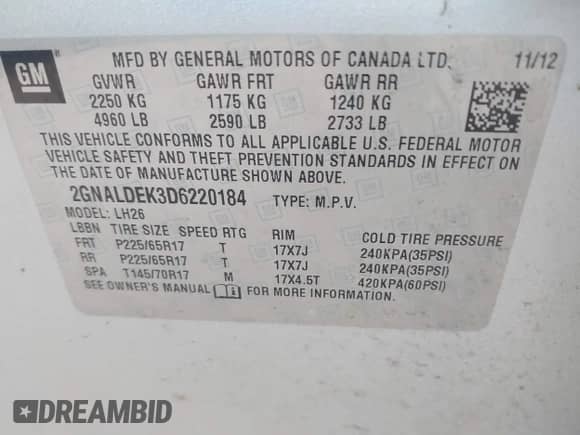 GM
MFD BY GENERAL MOTORS OF CANADA LTD. 11/12
GVWR GAWR FRT GAWR RR
2250 KG 1175 KG 1240 KG
4960 LB 2590 LB 2733 LB
THIS VEHICLE CONFORMS TO ALL APPLICABLE U.S. FEDERAL MOTOR
VEHICLE SAFETY AND THEFT PREVENTION STANDARDS IN EFFECT ON
THE DATE OF MANUFACTURE SHOWN ABOVE.
2GNALDEK3D6220184 TYPE: M.P.V.
MODEL: LH26
LBBN TIRE SIZE SPEED RTG RIM COLD TIRE PRESSURE
FRT P225/65R17 T 17X7J 240KPA(35PSI)
RR P225/65R17 T 17X7J 240KPA(35PSI)
SPA T145/70R17 M 17X4.5T 420KPA(60PSI)
SEE OWNER'S MANUAL FOR MORE INFORMATION.
DREAMBID